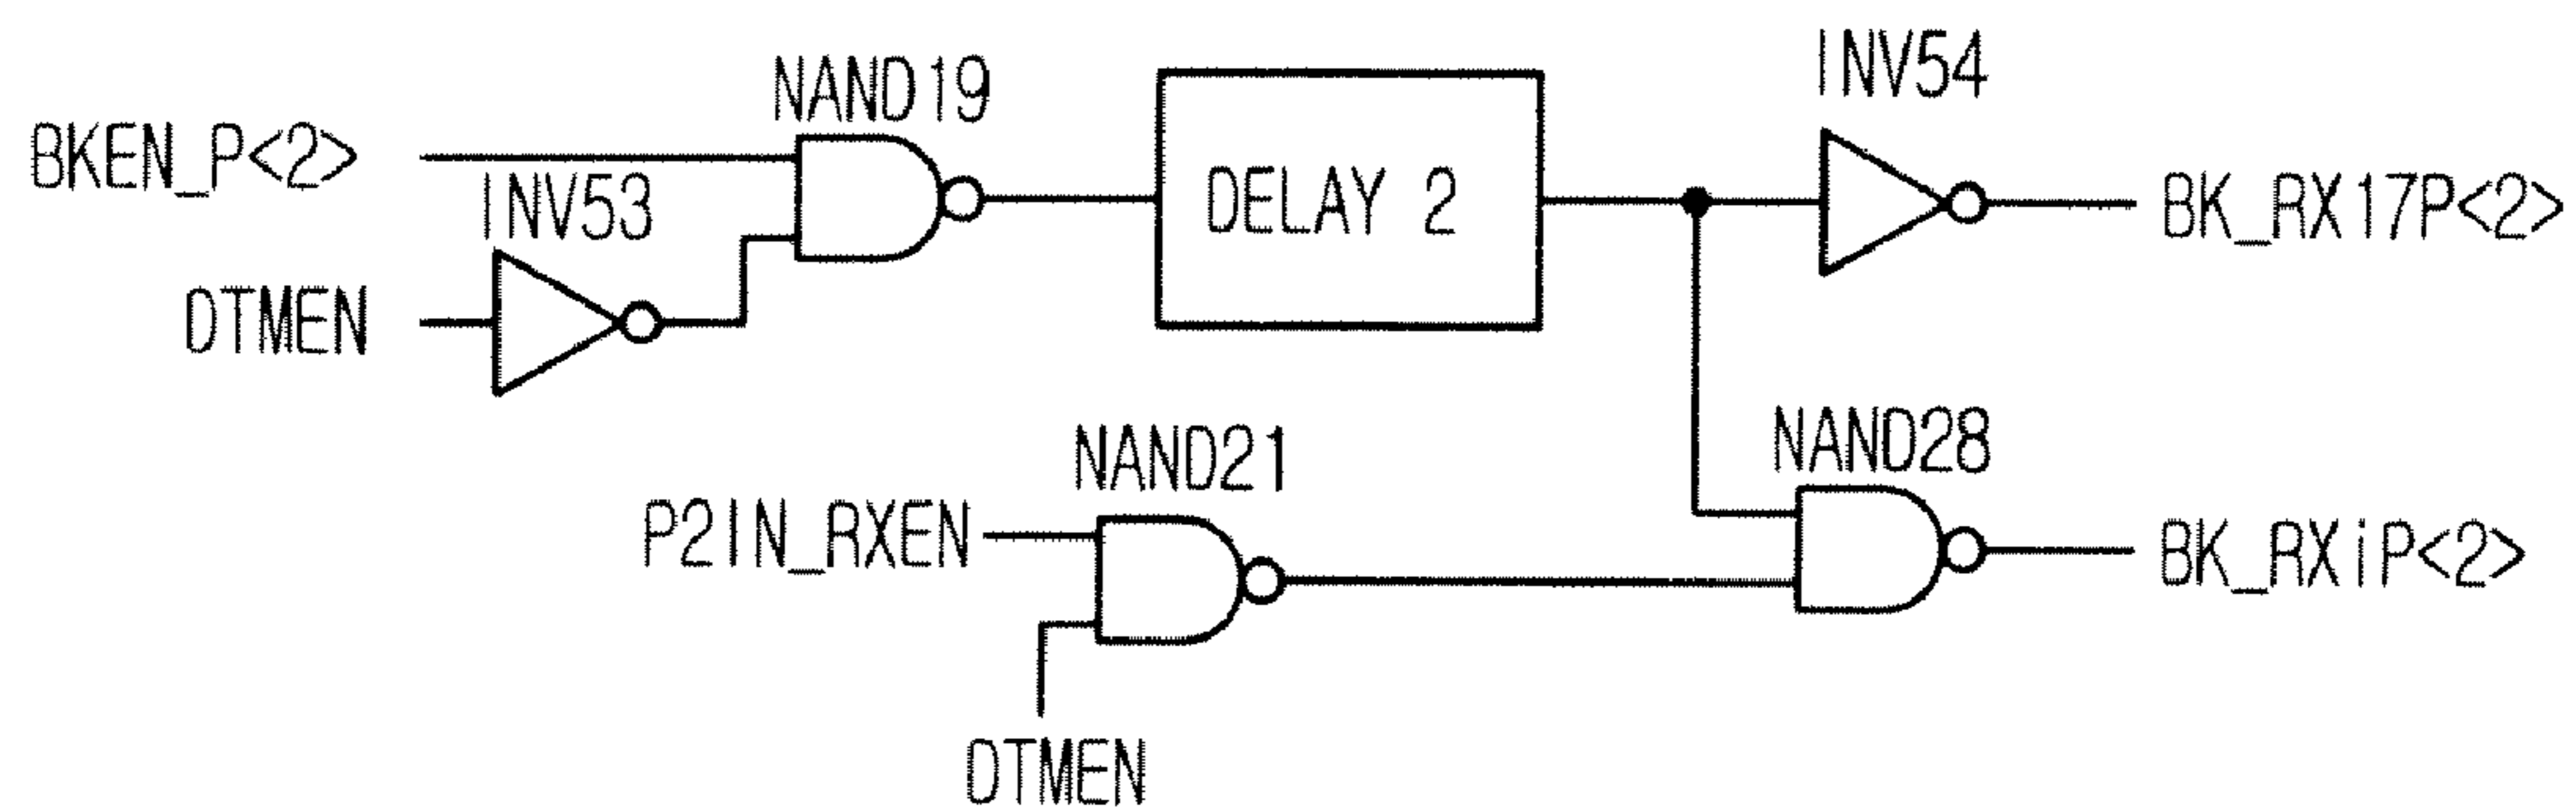 INV54
NAND19
BKEN_P<2>
INV53
DELAY 2
BK_RX17P<2>
DTMEN
NAND28
NAND21
P2IN_RXEN
BK_RXiP<2>
DTMEN